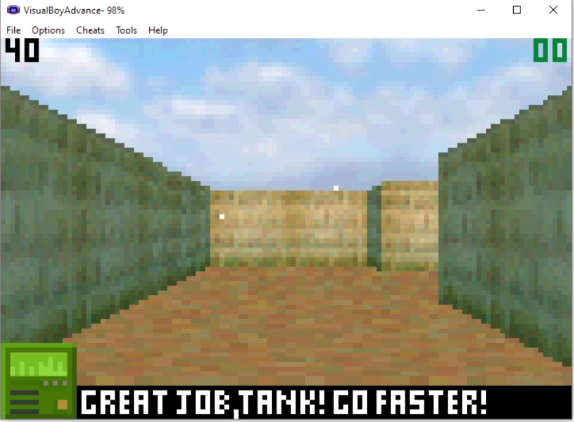 VisualBoyAdvance- 98%
File Options Cheats Tools Help
40 00
GREAT JOB,TANK! GO FASTER!